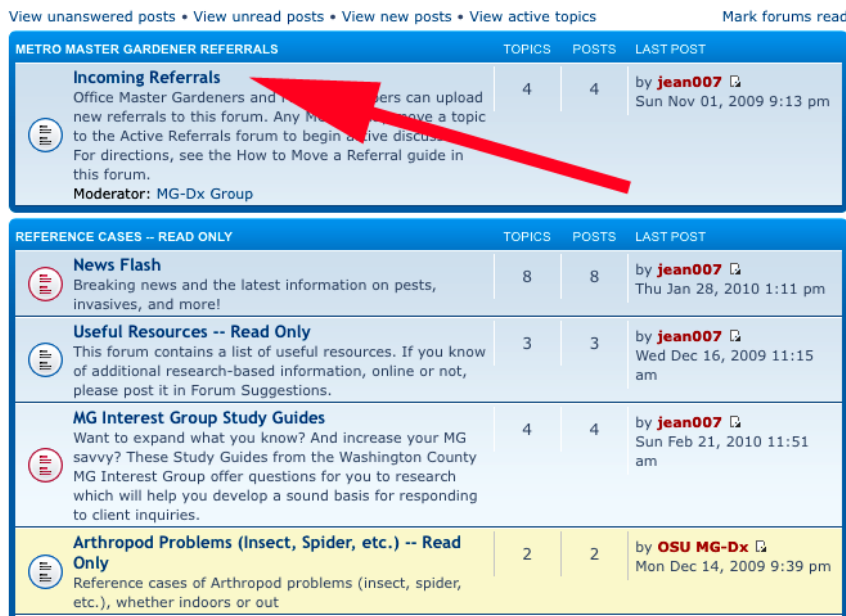 View unanswered posts • View unread posts • View new posts • View active topics Mark forums read
METRO MASTER GARDENER REFERRALS TOPICS POSTS LAST POST
Incoming Referrals
Office Master Gardeners and bers can upload
new referrals to this forum. Any M move a topic
to the Active Referrals forum to begin a ive discus
For directions, see the How to Move a Referral guide in
this forum.
Moderator: MG-Dx Group
4 4 by jean007
Sun Nov 01, 2009 9:13 pm
REFERENCE CASES -- READ ONLY TOPICS POSTS LAST POST
News Flash
Breaking news and the latest information on pests,
invasives, and more!
8 8 by jean007
Thu Jan 28, 2010 1:11 pm
Useful Resources -- Read Only
This forum contains a list of useful resources. If you know
of additional research-based information, online or not,
please post it in Forum Suggestions.
3 3 by jean007
Wed Dec 16, 2009 11:15
am
MG Interest Group Study Guides
Want to expand what you know? And increase your MG
savvy? These Study Guides from the Washington County
MG Interest Group offer questions for you to research
which will help you develop a sound basis for responding
to client inquiries.
4 4 by jean007
Sun Feb 21, 2010 11:51
am
Arthropod Problems (Insect, Spider, etc.) -- Read
Only
Reference cases of Arthropod problems (insect, spider,
etc.), whether indoors or out
2 2 by OSU MG-Dx
Mon Dec 14, 2009 9:39 pm